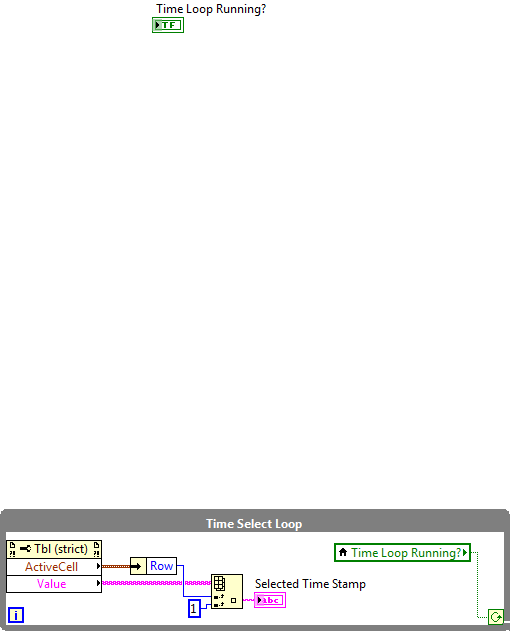 Time Loop Running?
TF
Time Select Loop
Tbl (strict)
ActiveCell
Row
Time Loop Running?
Value
Selected Time Stamp
abc
1
i